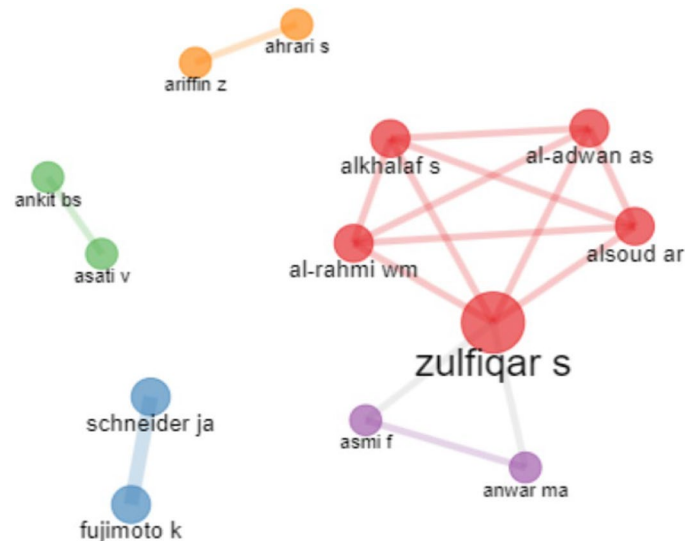 ahrari s
ariffin z
alkhalaf s
al-adwan as
ankit bs
alsoud ar
al-rahmi wm
asati v
zulfiqar s
schneider ja
asmi f
anwar ma
fujimoto k